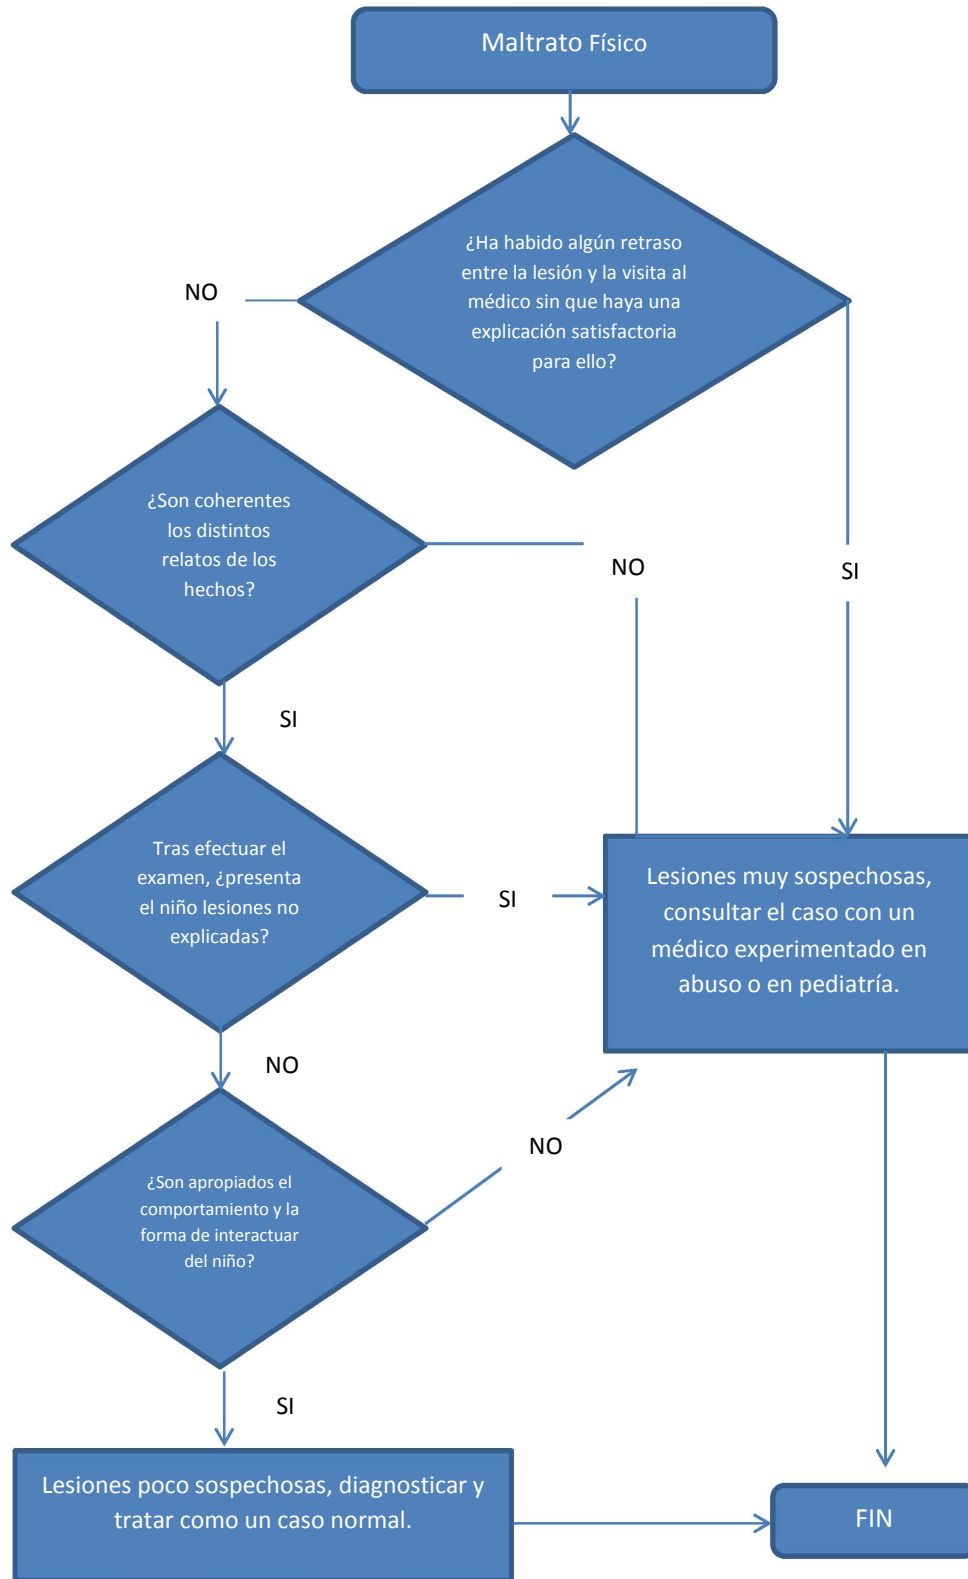 Maltrato Físico
¿Ha habido algún retraso
entre la lesión y la visita al
médico sin que haya una
explicación satisfactoria
para ello?
NO
SI
¿Son coherentes
los distintos
relatos de los
hechos?
NO
SI
Tras efectuar el
examen, ¿presenta
el niño lesiones no
explicadas?
SI
Lesiones muy sospechosas,
consultar el caso con un
médico experimentado en
abuso o en pediatría.
NO
¿Son apropiados el
comportamiento y la
forma de interactuar
del niño?
NO
SI
Lesiones poco sospechosas, diagnosticar y
tratar como un caso normal.
FIN